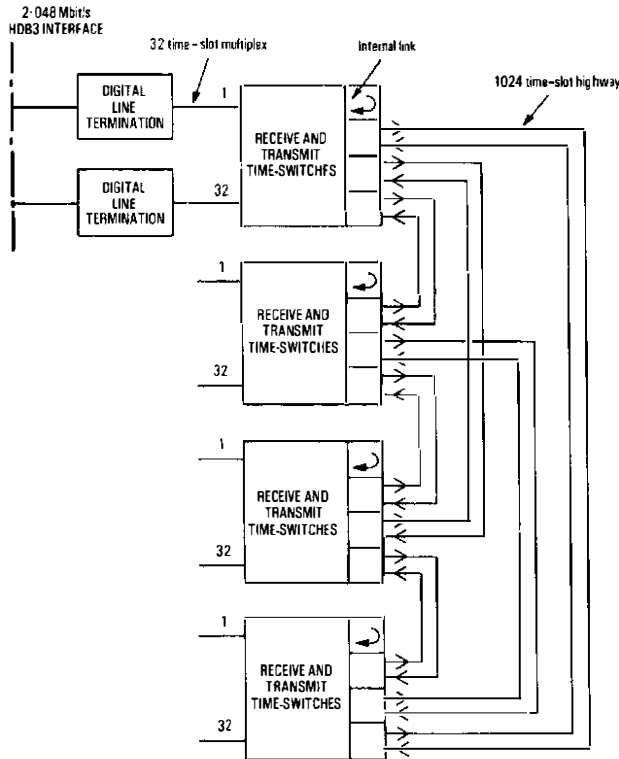 2·048 Mbit/s
HDB3 INTERFACE
32 time-slot multiplex
Internal link
1024 time-slot highway
DIGITAL
LINE
TERMINATION
1
RECEIVE AND
TRANSMIT
TIME-SWITCHES
DIGITAL
LINE
TERMINATION
32
1
RECEIVE AND
TRANSMIT
TIME-SWITCHES
32
1
RECEIVE AND
TRANSMIT
TIME-SWITCHES
32
1
RECEIVE AND
TRANSMIT
TIME-SWITCHES
32